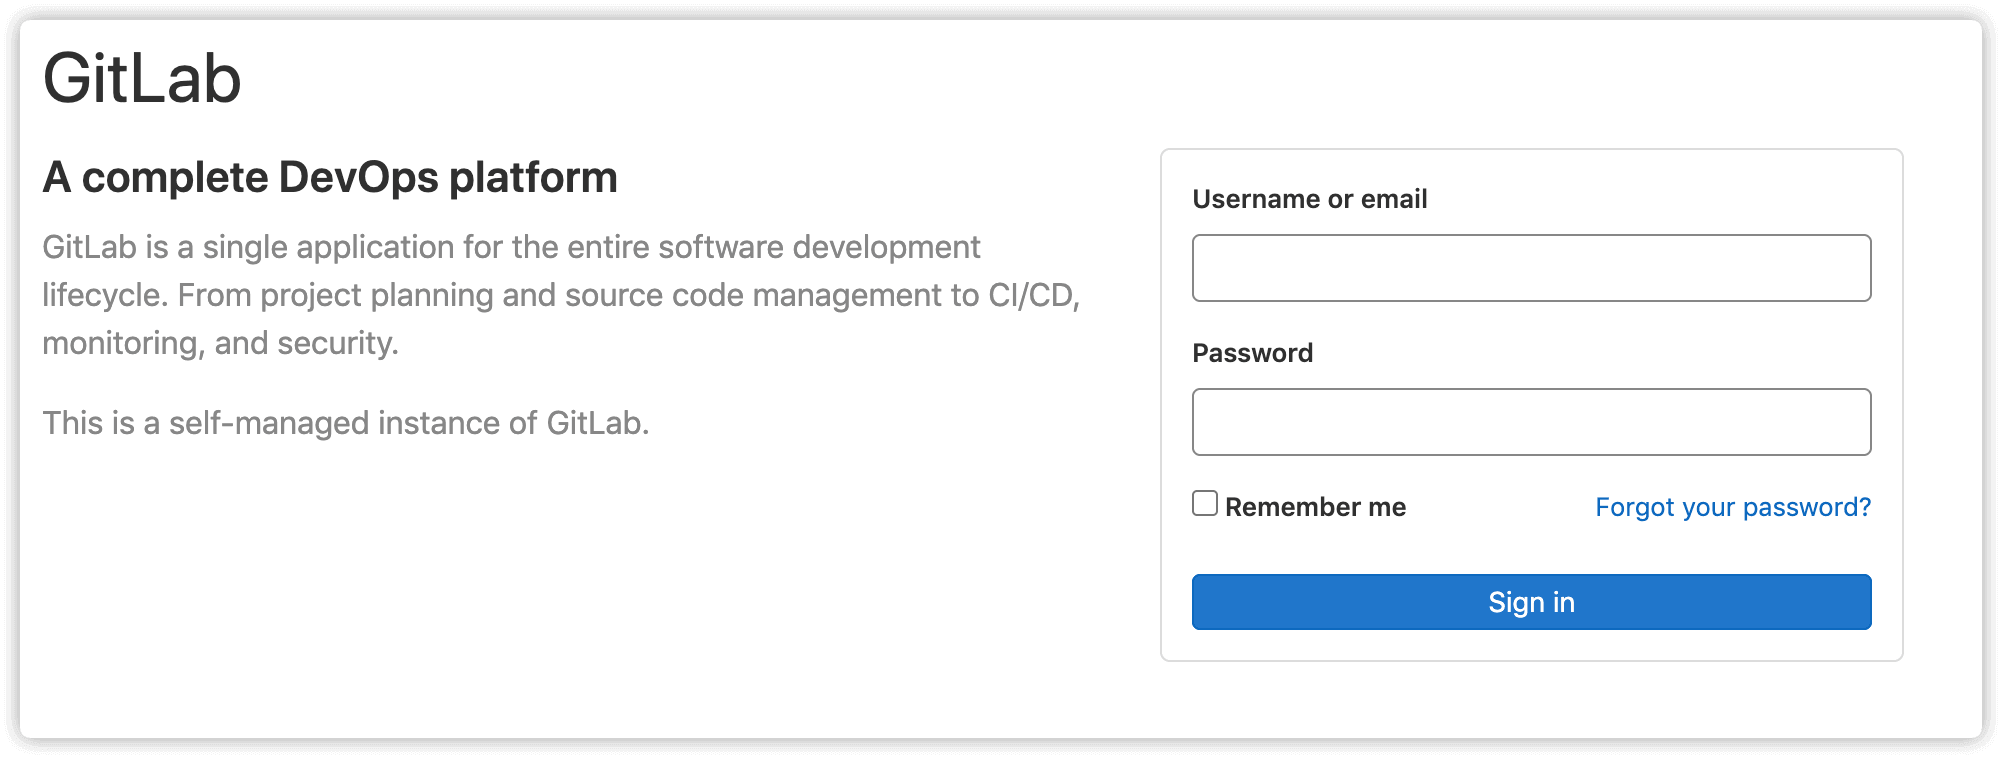 GitLab
A complete DevOps platform
GitLab is a single application for the entire software development
lifecycle. From project planning and source code management to CI/CD,
monitoring, and security.
This is a self-managed instance of GitLab.
Username or email
Password
Remember me
Forgot your password?
Sign in